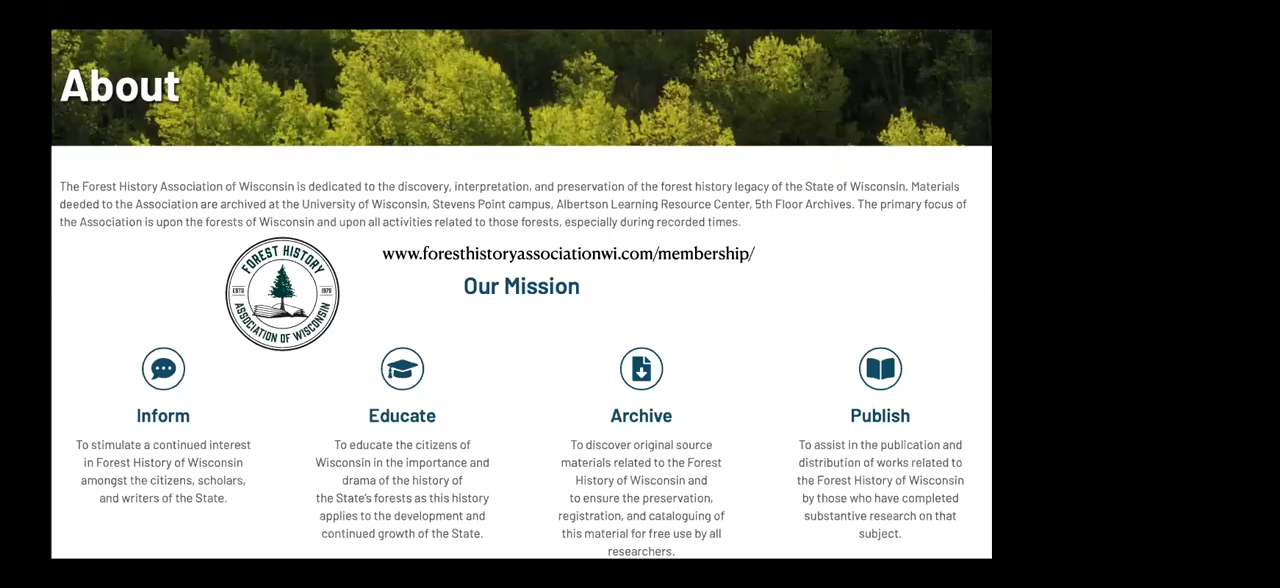 About
The Forest History Association of Wisconsin is dedicated to the discovery, interpretation, and preservation of the forest history legacy of the State of Wisconsin. Materials
deeded to the Association are archived at the University of Wisconsin, Stevens Point campus, Albertson Learning Resource Center, 5th Floor Archives. The primary focus of
the Association is upon the forests of Wisconsin and upon all activities related to those forests, especially during recorded times.
www.foresthistoryassociationwi.com/membership/
FOREST HISTORY
ESTD 1975
ASSOCIATION OF WISCONSIN
Our Mission
Inform
To stimulate a continued interest
in Forest History of Wisconsin
amongst the citizens, scholars,
and writers of the State.
Educate
To educate the citizens of
Wisconsin in the importance and
drama of the history of
the State's forests as this history
applies to the development and
continued growth of the State.
Archive
To discover original source
materials related to the Forest
History of Wisconsin and
to ensure the preservation,
registration, and cataloguing of
this material for free use by all
researchers.
Publish
To assist in the publication and
distribution of works related to
the Forest History of Wisconsin
by those who have completed
substantive research on that
subject.